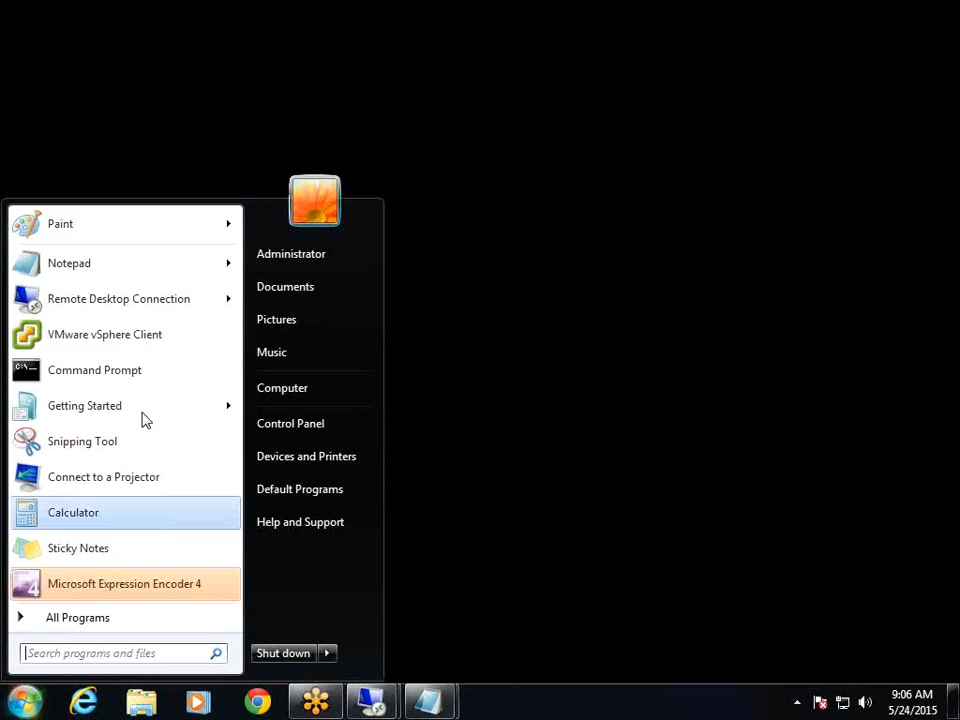 Paint
Notepad
Remote Desktop Connection
VMware vSphere Client
C:\_
Command Prompt
Getting Started
Snipping Tool
Connect to a Projector
Calculator
Sticky Notes
4
Microsoft Expression Encoder 4
All Programs
Search programs and files
Administrator
Documents
Pictures
Music
Computer
Control Panel
Devices and Printers
Default Programs
Help and Support
Shut down
9:06 AM
5/24/2015